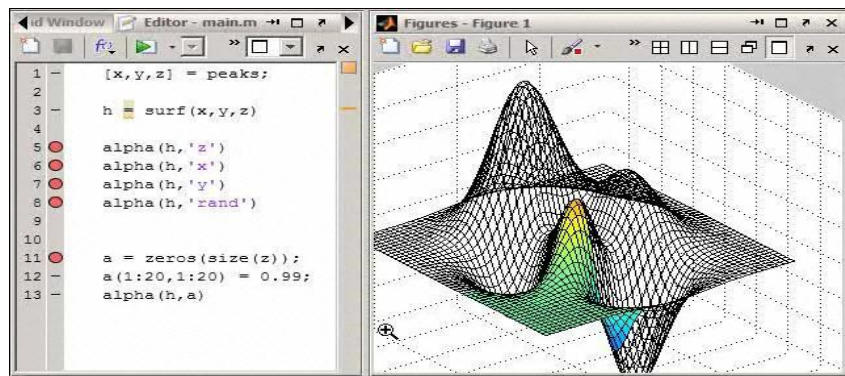 id Window Editor - main.m
1 [x,y,z] = peaks;
2
3 h = surf(x,y,z)
4
5 alpha(h,'z')
6 alpha(h,'x')
7 alpha(h,'y')
8 alpha(h,'rand')
9
10
11 a = zeros(size(z));
12 a(1:20,1:20) = 0.99;
13 alpha(h,a)
Figures - Figure 1